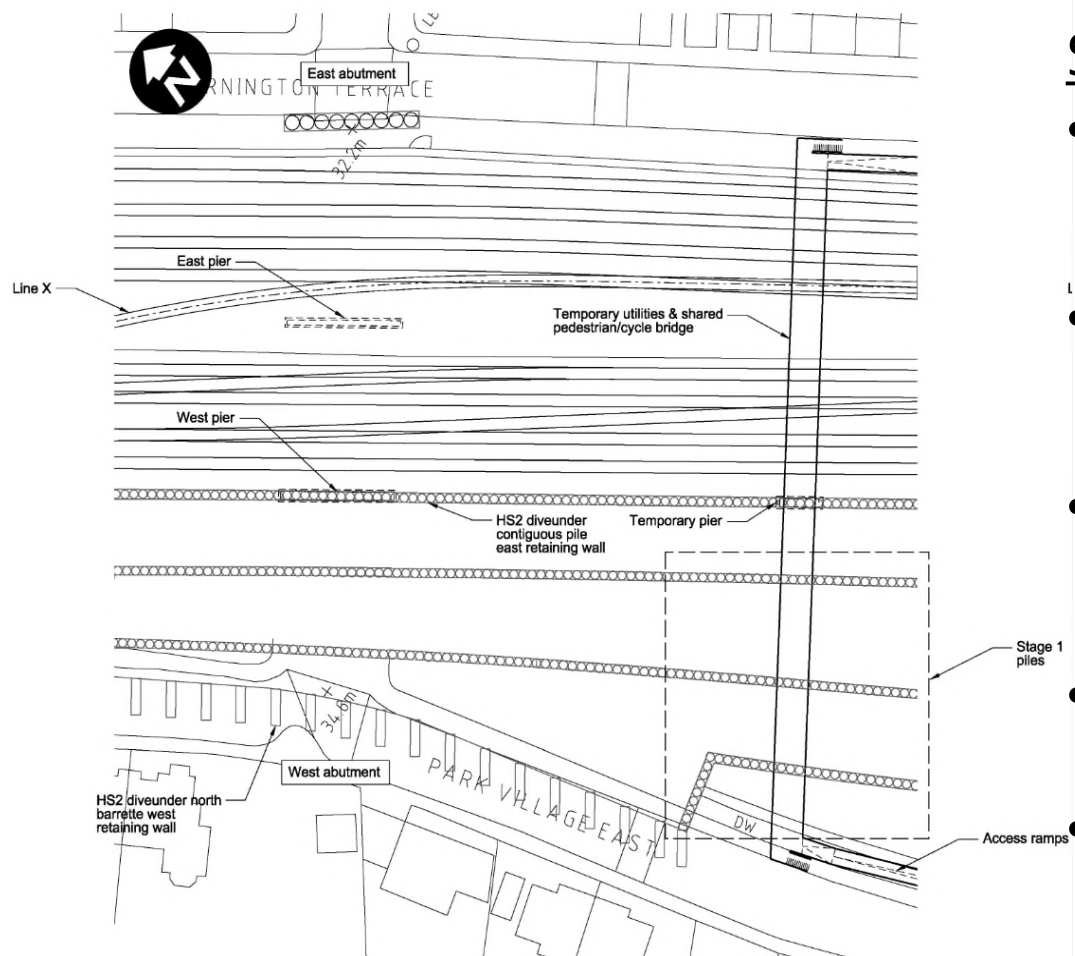 East abutment
RNINGTON TERRACE
32.2m
East pier
Line X
Temporary utilities & shared
pedestrian/cycle bridge
West pier
HS2 diveunder
contiguous pile
east retaining wall
Temporary pier
Stage 1
piles
34.6m
West abutment
PARK VILLAGE EAST
HS2 diveunder north
barrette west
retaining wall
DW
Access ramps
N